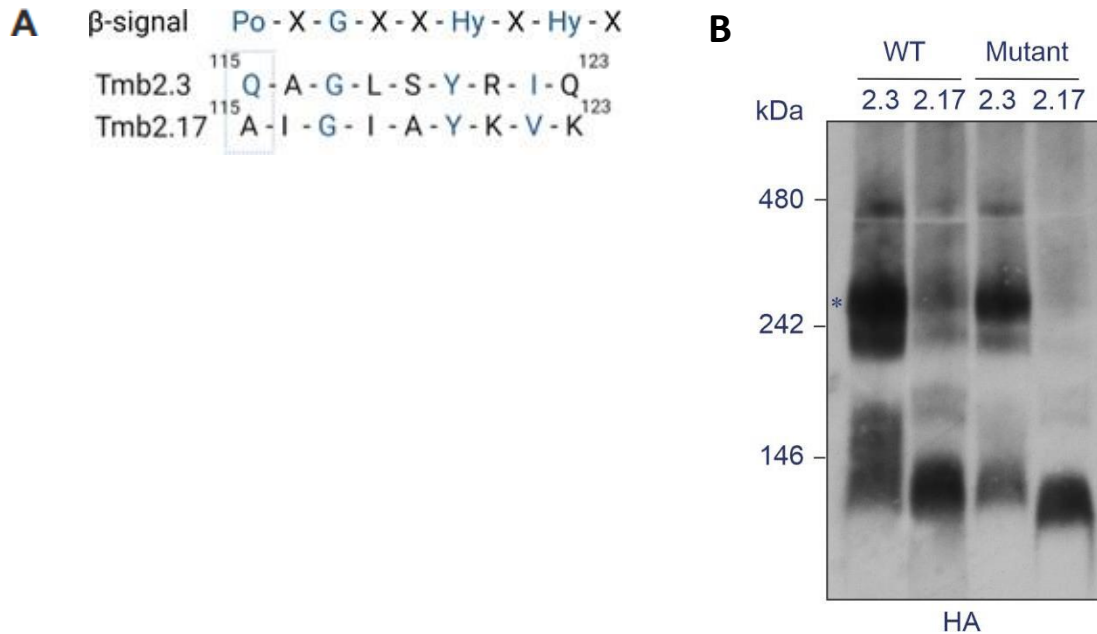 A
β-signal Po-X-G-X-X-Hy-X-Hy-X
Tmb2.3 115 Q-A-G-L-S-Y-R-I-Q 123
Tmb2.17 115 A-I-G-I-A-Y-K-V-K 123
B
WT Mutant
kDa 2.3 2.17 2.3 2.17
480
*
242
146
HA